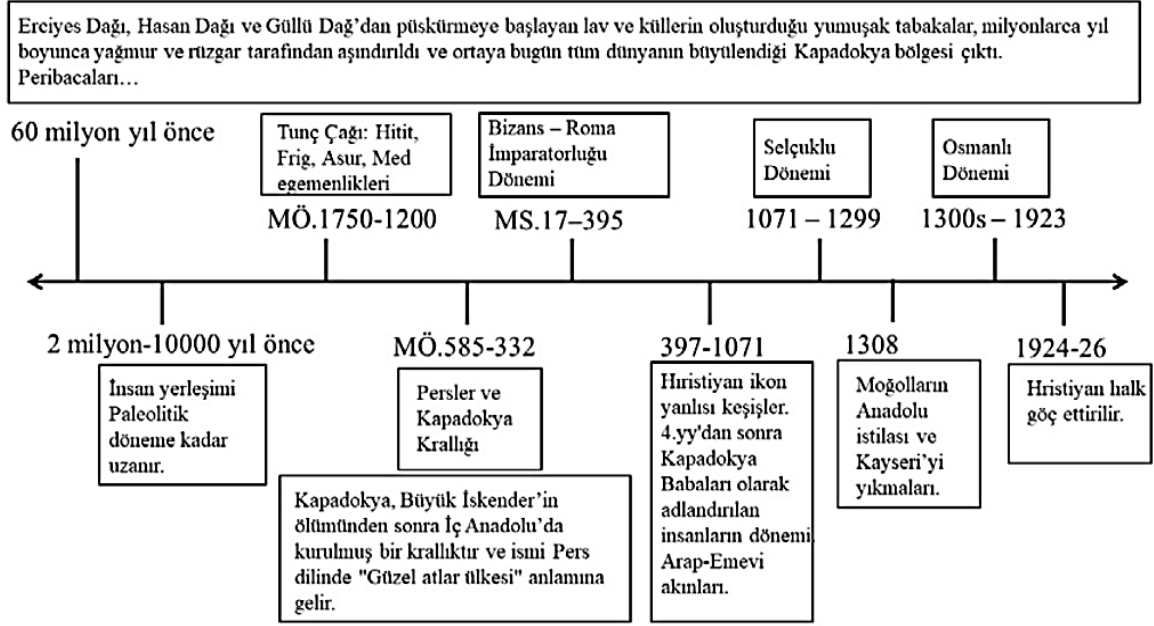 Erciyes Dağı, Hasan Dağı ve Güllü Dağ’dan püskürmeye başlayan lav ve küllerin oluşturduğu yumuşak tabakalar, milyonlarca yıl
boyunca yağmur ve rüzgar tarafından aşındırıldı ve ortaya bugün tüm dünyanın büyülendiği Kapadokya bölgesi çıktı.
Peribacaları…
60 milyon yıl önce
Tunç Çağı: Hitit,
Frig, Asur, Med
egemenlikleri
MÖ.1750-1200
Bizans – Roma
İmparatorluğu
Dönemi
MS.17–395
Selçuklu
Dönemi
1071 – 1299
Osmanlı
Dönemi
1300s – 1923
2 milyon-10000 yıl önce
İnsan yerleşimi
Paleolitik
döneme kadar
uzanır.
MÖ.585-332
Persler ve
Kapadokya
Krallığı
Kapadokya, Büyük İskender’in
ölümünden sonra İç Anadolu’da
kurulmuş bir krallıktır ve ismi Pers
dilinde "Güzel atlar ülkesi" anlamına
gelir.
397-1071
Hıristiyan ikon
yanlısı keşişler.
4.yy'dan sonra
Kapadokya
Babaları olarak
adlandırılan
insanların dönemi.
Arap-Emevi
akınları.
1308
Moğolların
Anadolu
istilası ve
Kayseri’yi
yıkmaları.
1924-26
Hristiyan halk
göç ettirilir.